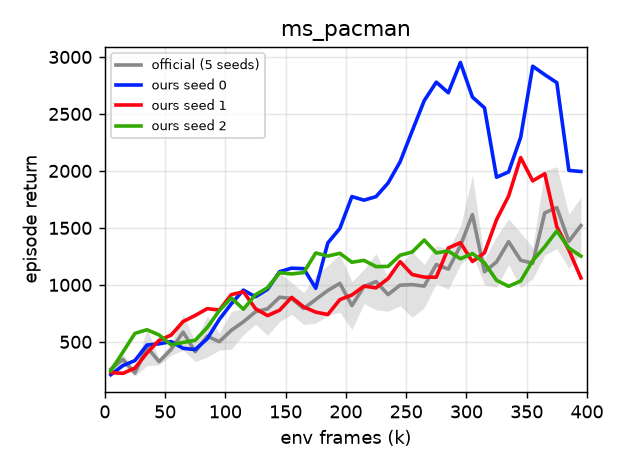 ms_pacman
official (5 seeds)
ours seed 0
ours seed 1
ours seed 2
episode return
3000
2500
2000
1500
1000
500
0 50 100 150 200 250 300 350 400
env frames (k)